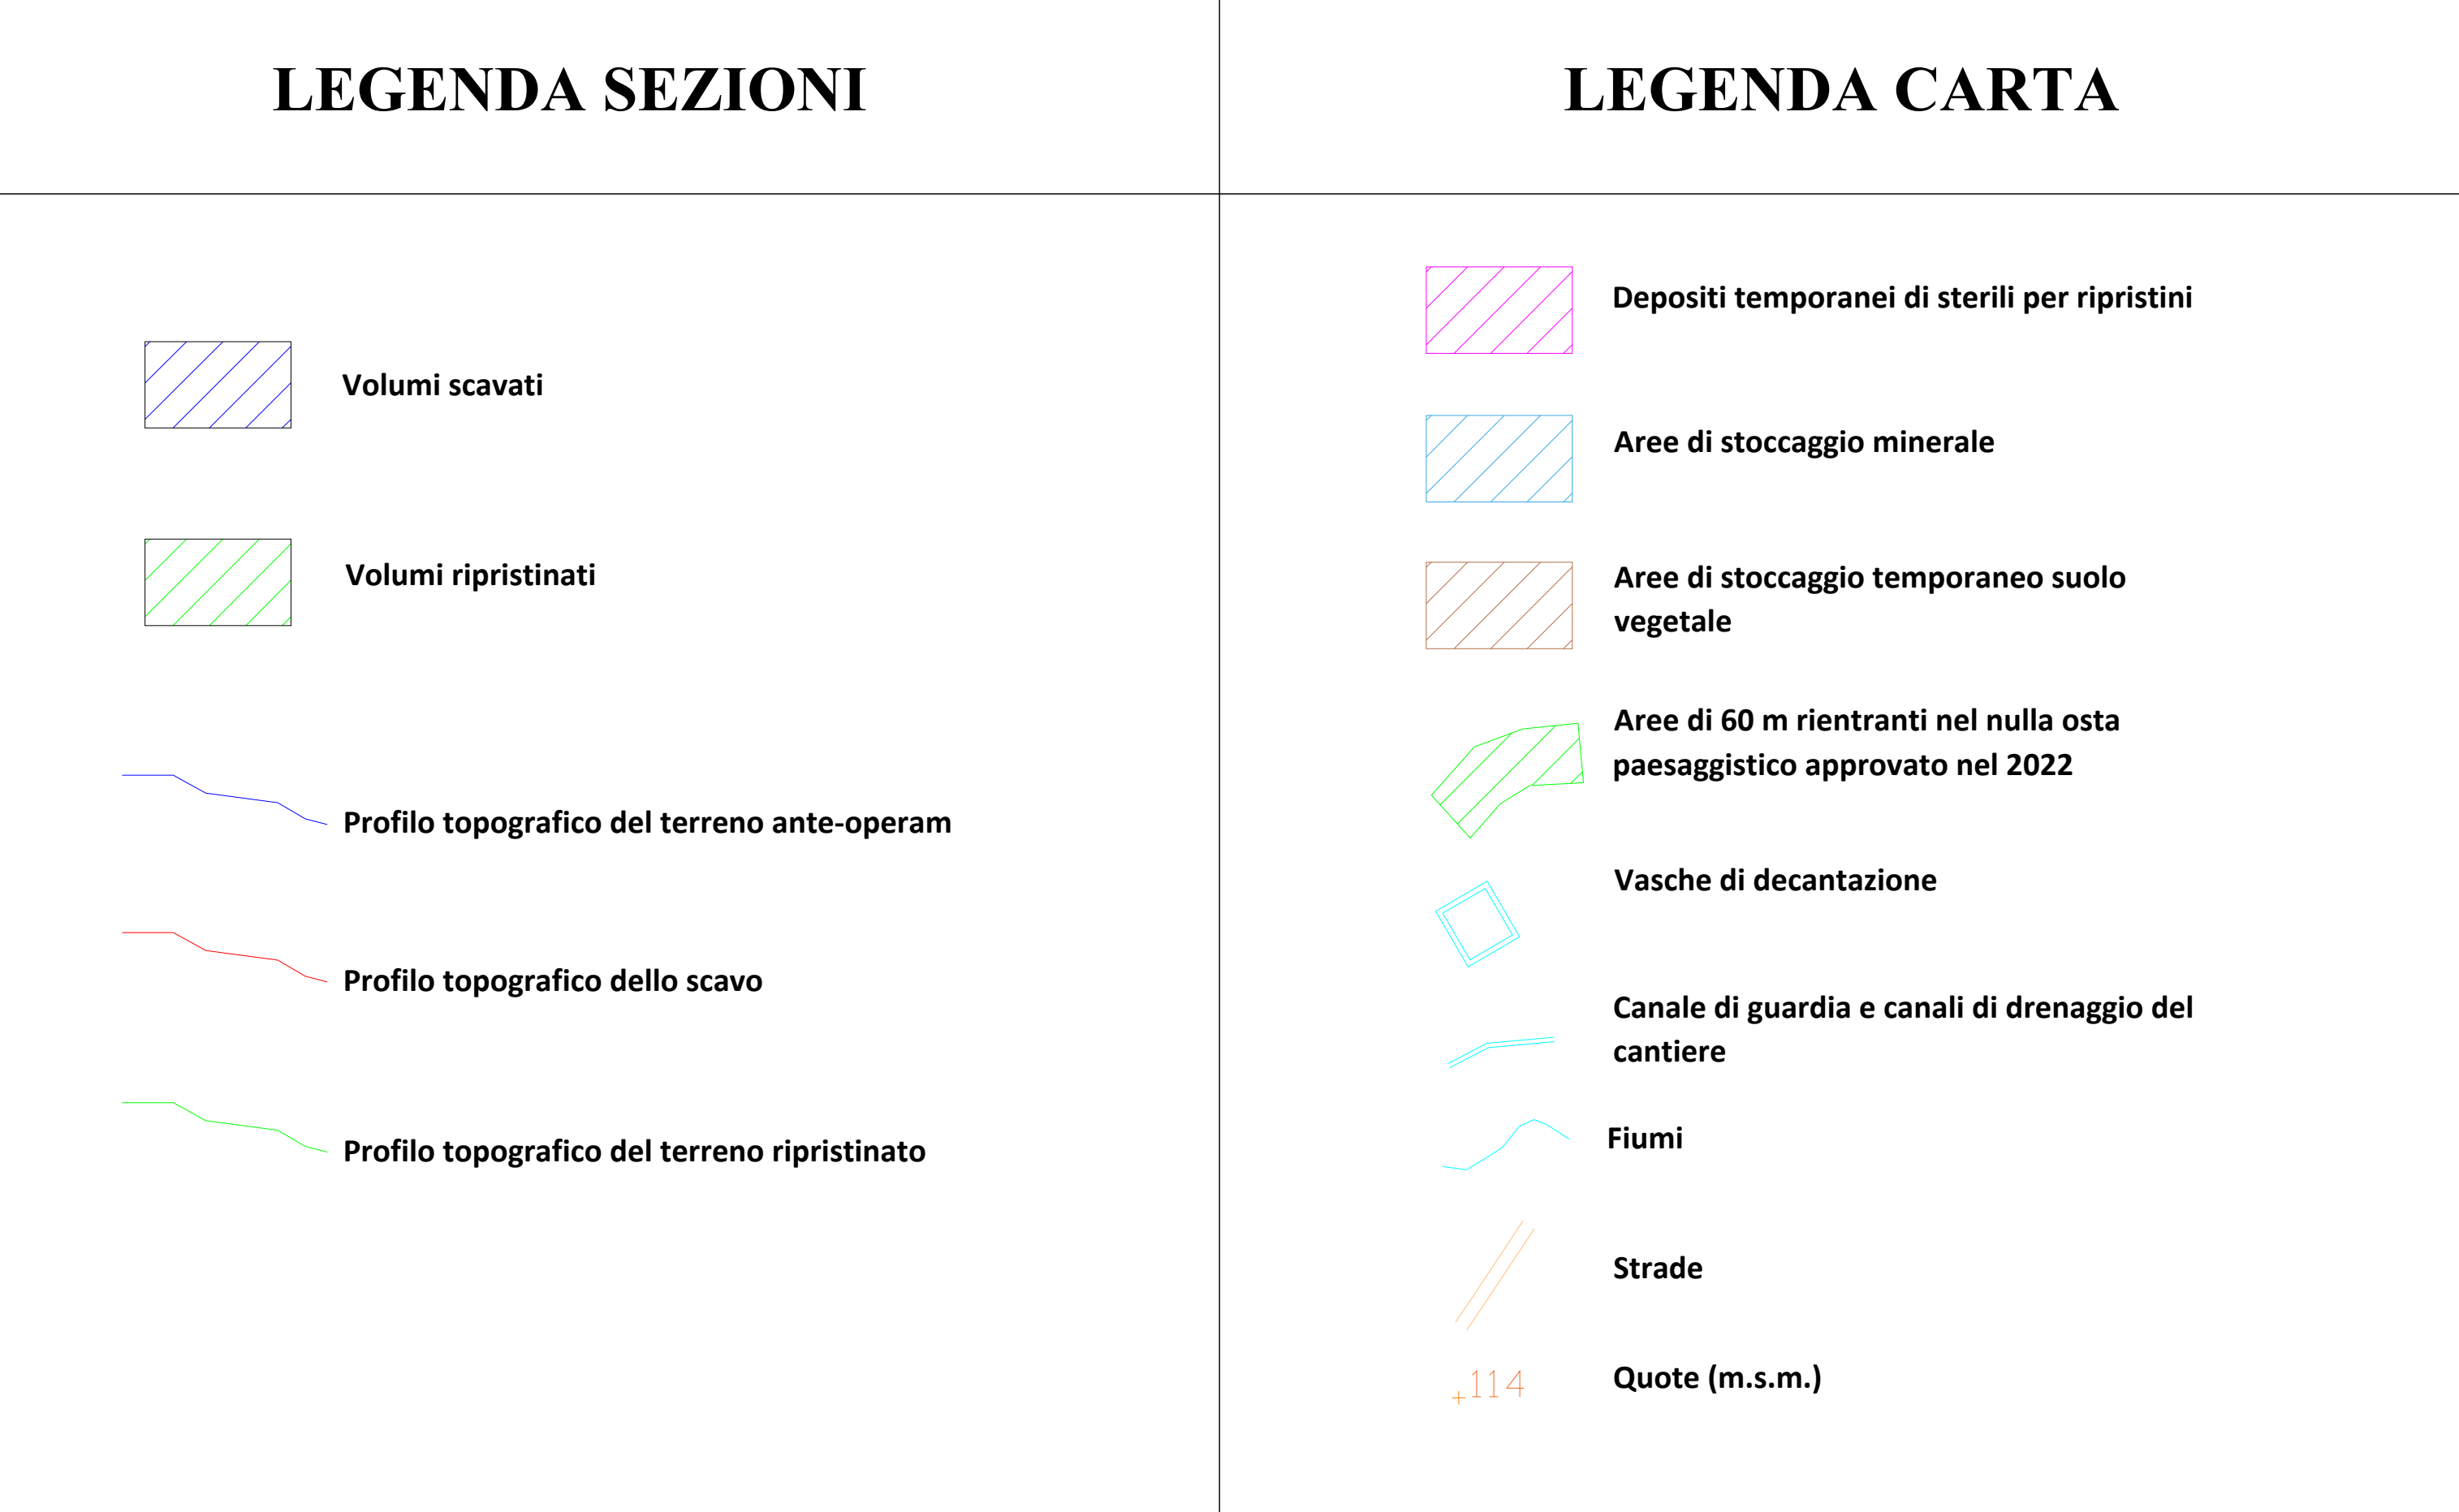 LEGENDA SEZIONI
Volumi scavati
Volumi ripristinati
Profilo topografico del terreno ante-operam
Profilo topografico dello scavo
Profilo topografico del terreno ripristinato
LEGENDA CARTA
Depositi temporanei di sterili per ripristini
Aree di stoccaggio minerale
Aree di stoccaggio temporaneo suolo
vegetale
Aree di 60 m rientranti nel nulla osta
paesaggistico approvato nel 2022
Vasche di decantazione
Canale di guardia e canali di drenaggio del
cantiere
Fiumi
Strade
+114 Quote (m.s.m.)